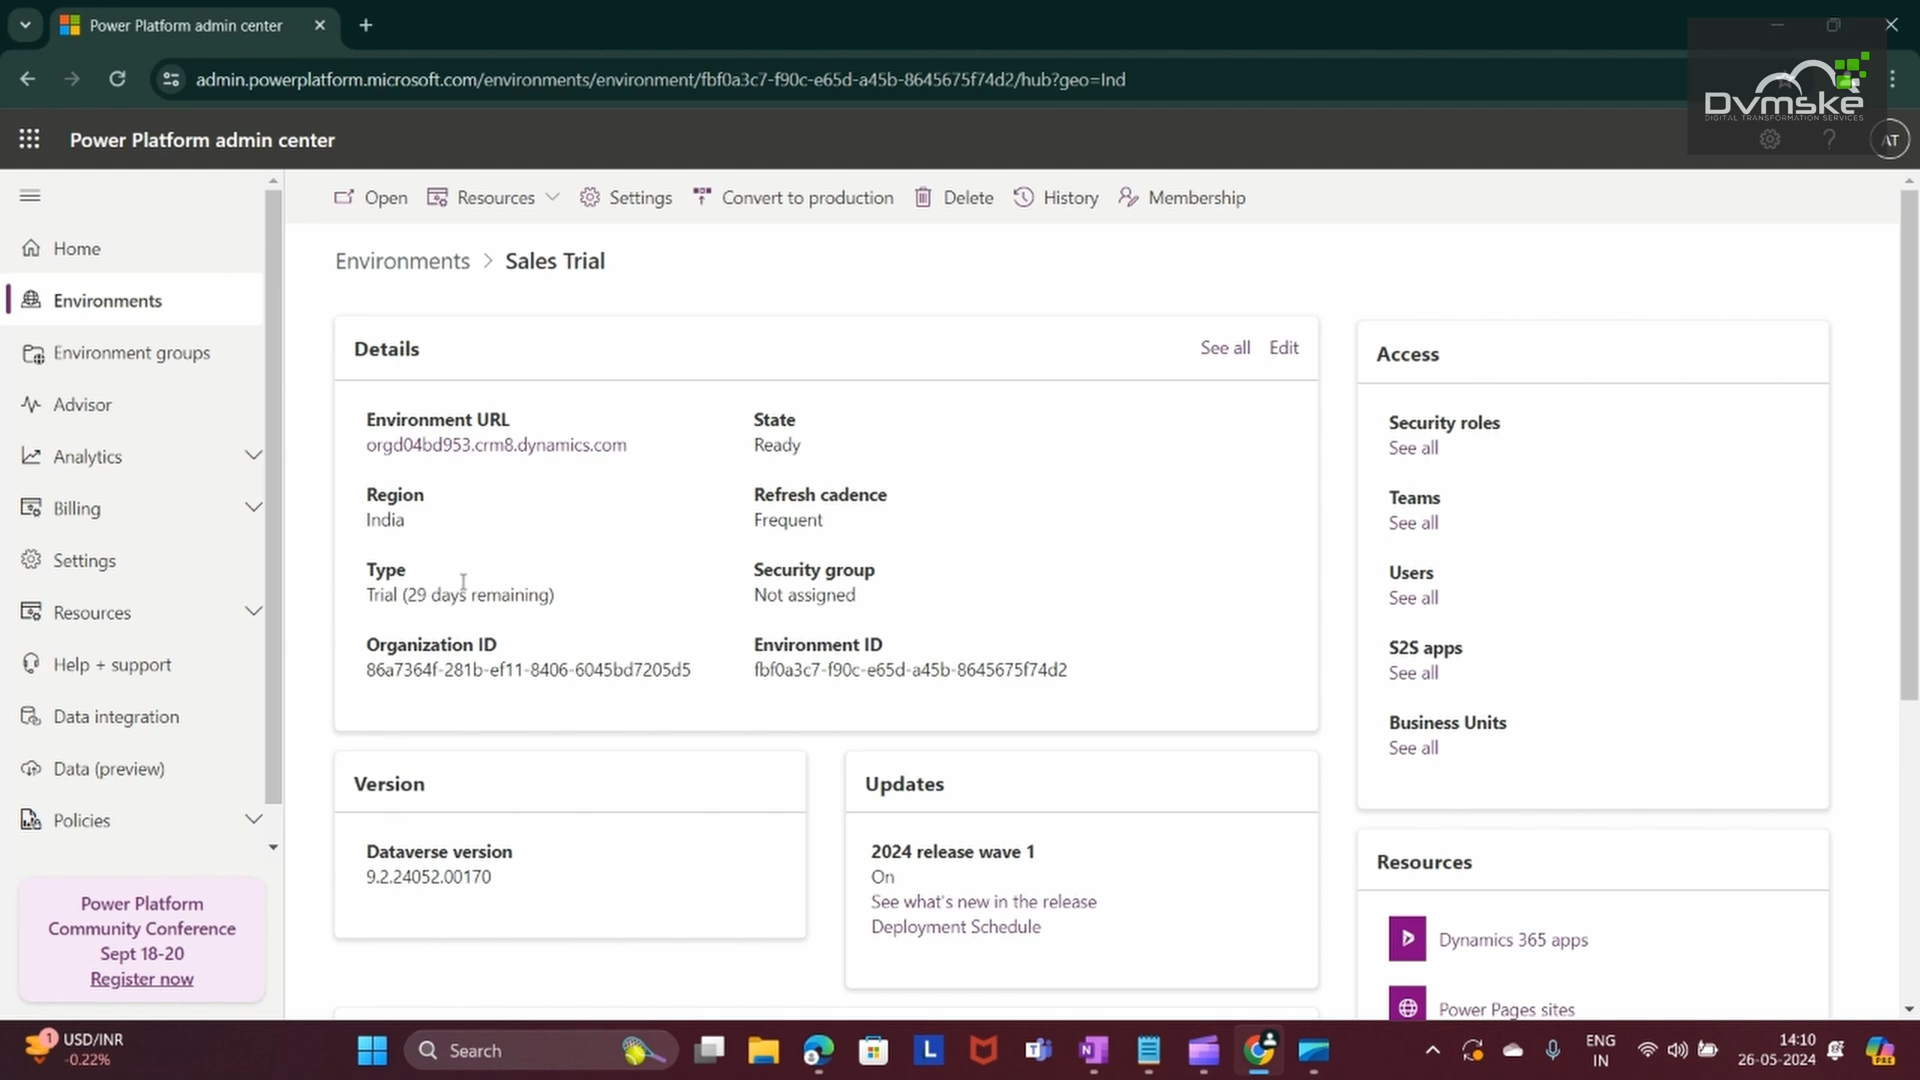 Power Platform admin center
admin.powerplatform.microsoft.com/environments/environment/fbf0a3c7-f90c-e65d-a45b-8645675f74d2/hub?geo=Ind
Dvmske
DIGITAL TRANSFORMATION SERVICES
Power Platform admin center
AT
Open
Resources
Settings
Convert to production
Delete
History
Membership
Home
Environments
Environment groups
Advisor
Analytics
Billing
Settings
Resources
Help + support
Data integration
Data (preview)
Policies
Power Platform
Community Conference
Sept 18-20
Register now
Environments > Sales Trial
Details
See all
Edit
Environment URL
orgd04bd953.crm8.dynamics.com
State
Ready
Region
India
Refresh cadence
Frequent
Type
Trial (29 days remaining)
Security group
Not assigned
Organization ID
86a7364f-281b-ef11-8406-6045bd7205d5
Environment ID
fbf0a3c7-f90c-e65d-a45b-8645675f74d2
Version
Dataverse version
9.2.24052.00170
Updates
2024 release wave 1
On
See what's new in the release
Deployment Schedule
Access
Security roles
See all
Teams
See all
Users
See all
S2S apps
See all
Business Units
See all
Resources
Dynamics 365 apps
Power Pages sites
1
USD/INR
-0.22%
Search
L
ENG
IN
14:10
26-05-2024
PRE